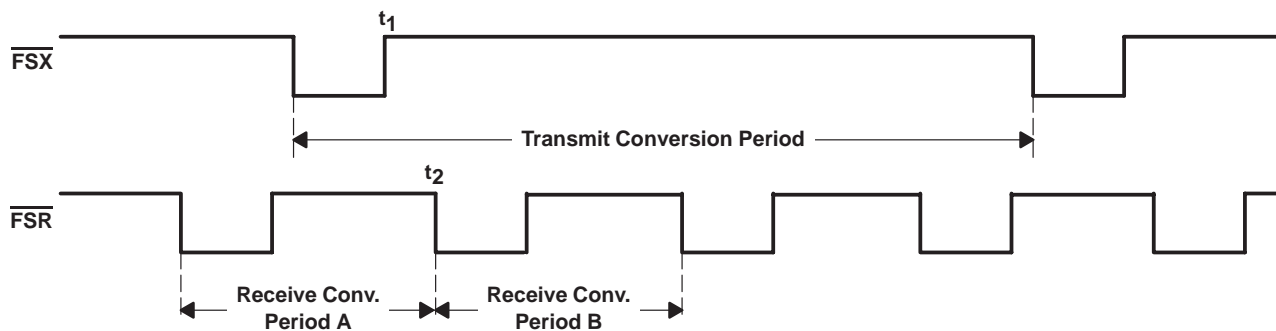 t1
FSX
Transmit Conversion Period
t2
FSR
Receive Conv.
Period A
Receive Conv.
Period B